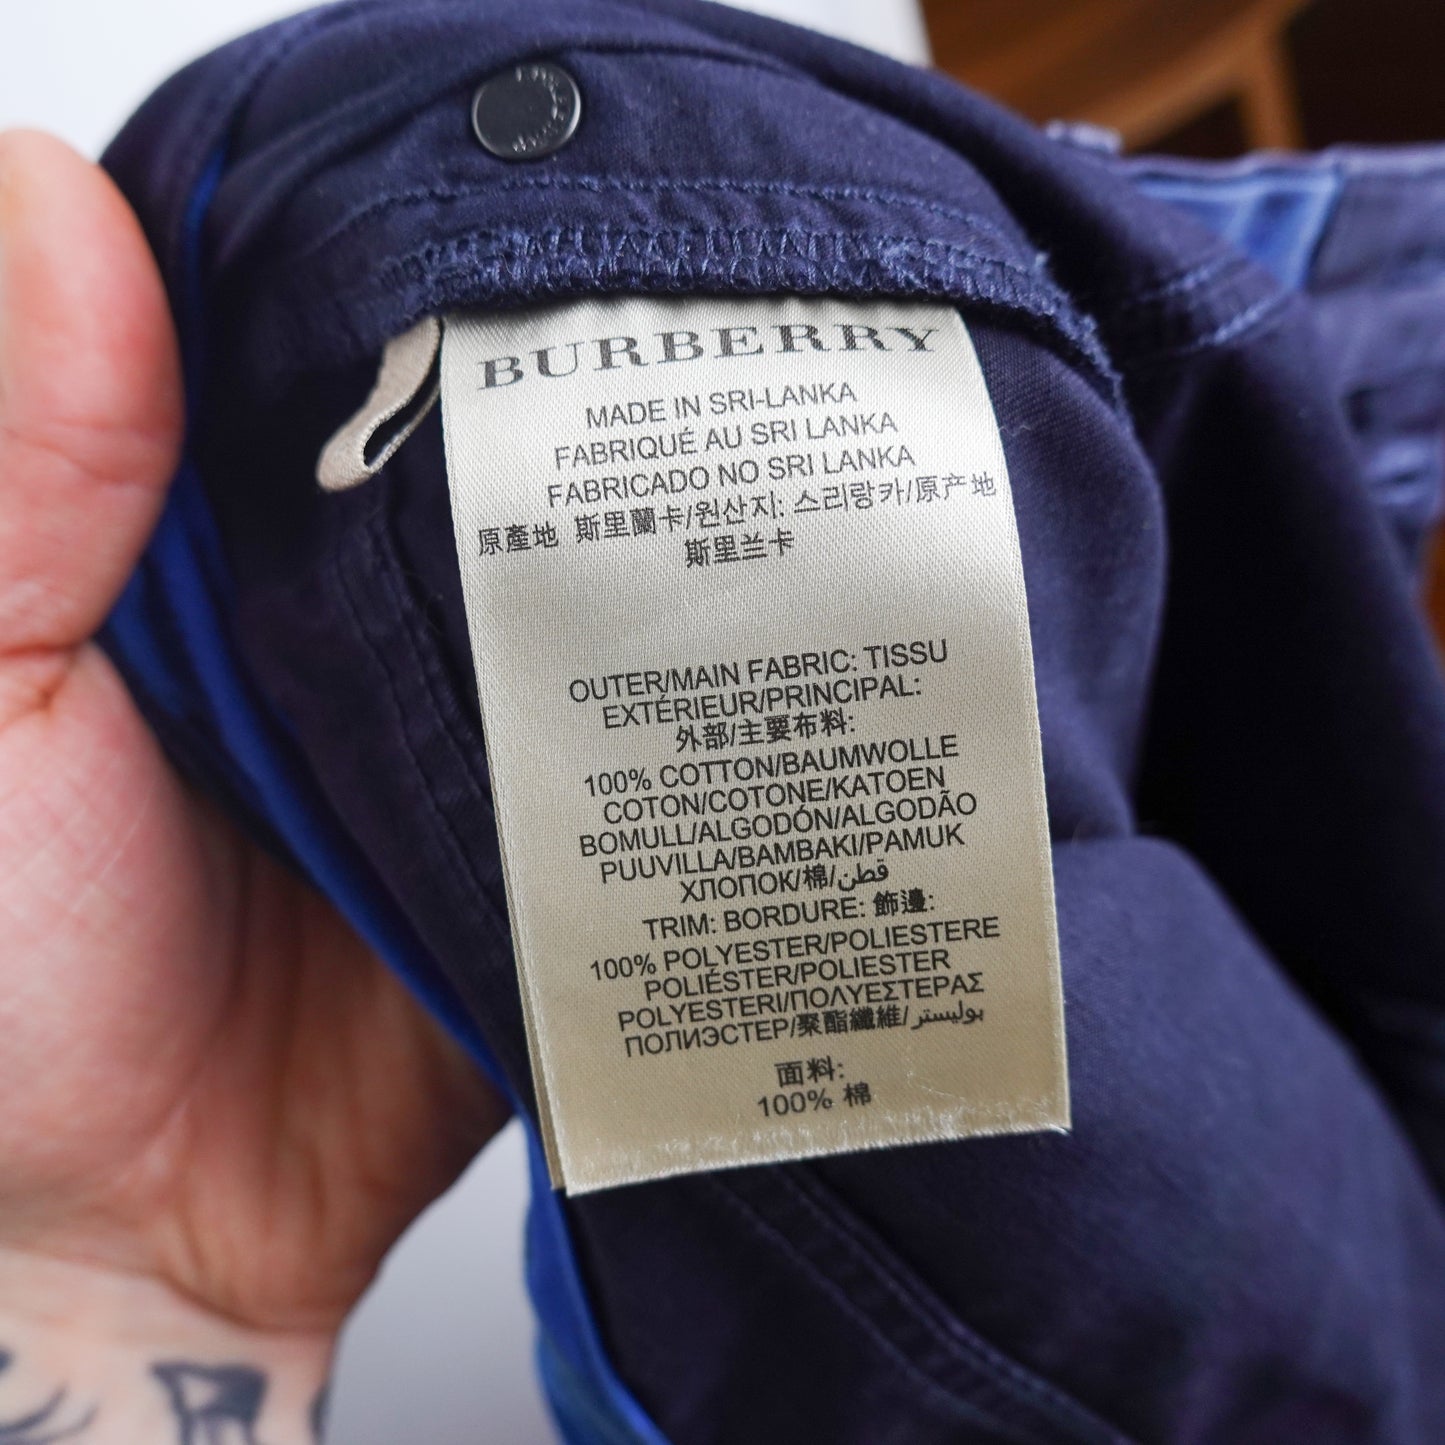 BURBERRY
MADE IN SRI-LANKA
FABRIQUÉ AU SRI LANKA
FABRICADO NO SRI LANKA
原產地 斯里蘭卡/원산지: 스리랑카/原产地
斯里兰卡
OUTER/MAIN FABRIC: TISSU
EXTÉRIEUR/PRINCIPAL:
外部/主要布料:
100% COTTON/BAUMWOLLE
COTON/COTONE/KATOEN
BOMULL/ALGODÓN/ALGODÃO
PUUVILLA/BAMBAKI/PAMUK
ХЛОПОК/棉/قطن
TRIM: BORDURE: 飾邊:
100% POLYESTER/POLIESTERE
POLIÉSTER/POLIESTER
POLYESTERI/ΠΟΛΥΕΣΤΕΡΑΣ
ПОЛИЭСТЕР/聚酯纖維/بوليستر
面料:
100% 棉